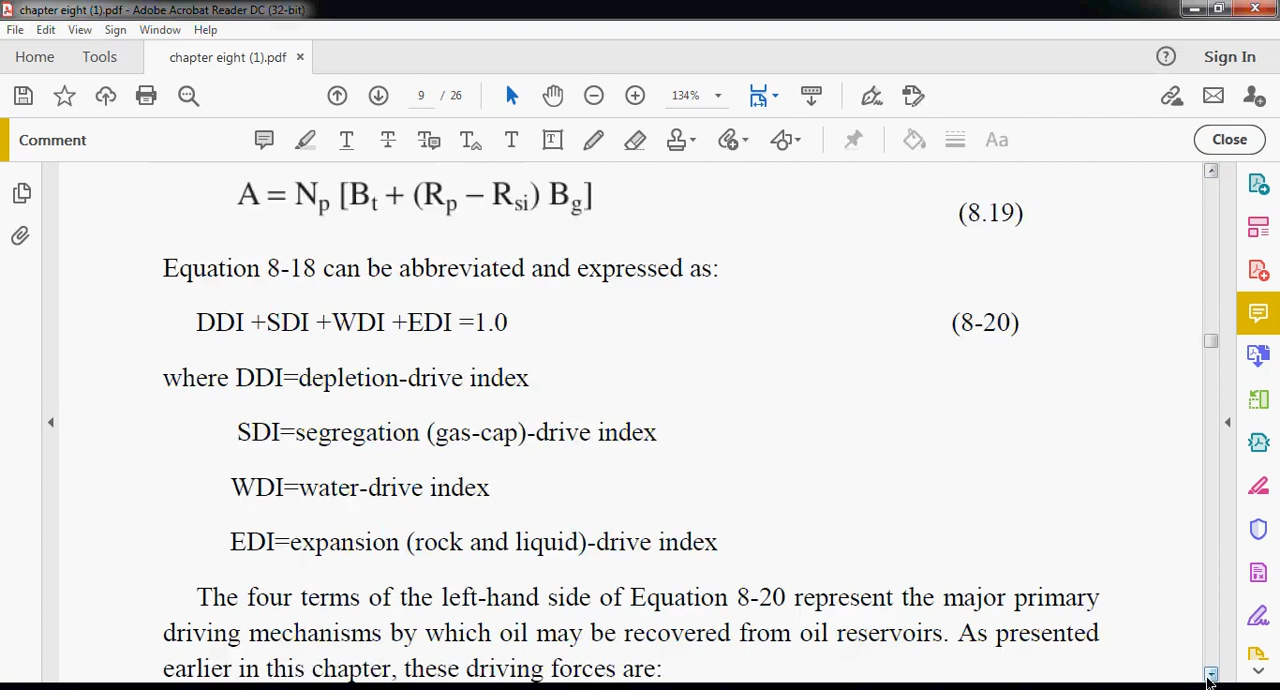 chapter eight (1).pdf - Adobe Acrobat Reader DC (32-bit)
File Edit View Sign Window Help
Home Tools chapter eight (1).pdf × Sign In
9 / 26 134%
Comment Aa Close
A = Np [Bt + (Rp − Rsi) Bg]
(8.19)
Equation 8-18 can be abbreviated and expressed as:
DDI +SDI +WDI +EDI =1.0 (8-20)
where DDI=depletion-drive index
SDI=segregation (gas-cap)-drive index
WDI=water-drive index
EDI=expansion (rock and liquid)-drive index
The four terms of the left-hand side of Equation 8-20 represent the major primary
driving mechanisms by which oil may be recovered from oil reservoirs. As presented
earlier in this chapter, these driving forces are: